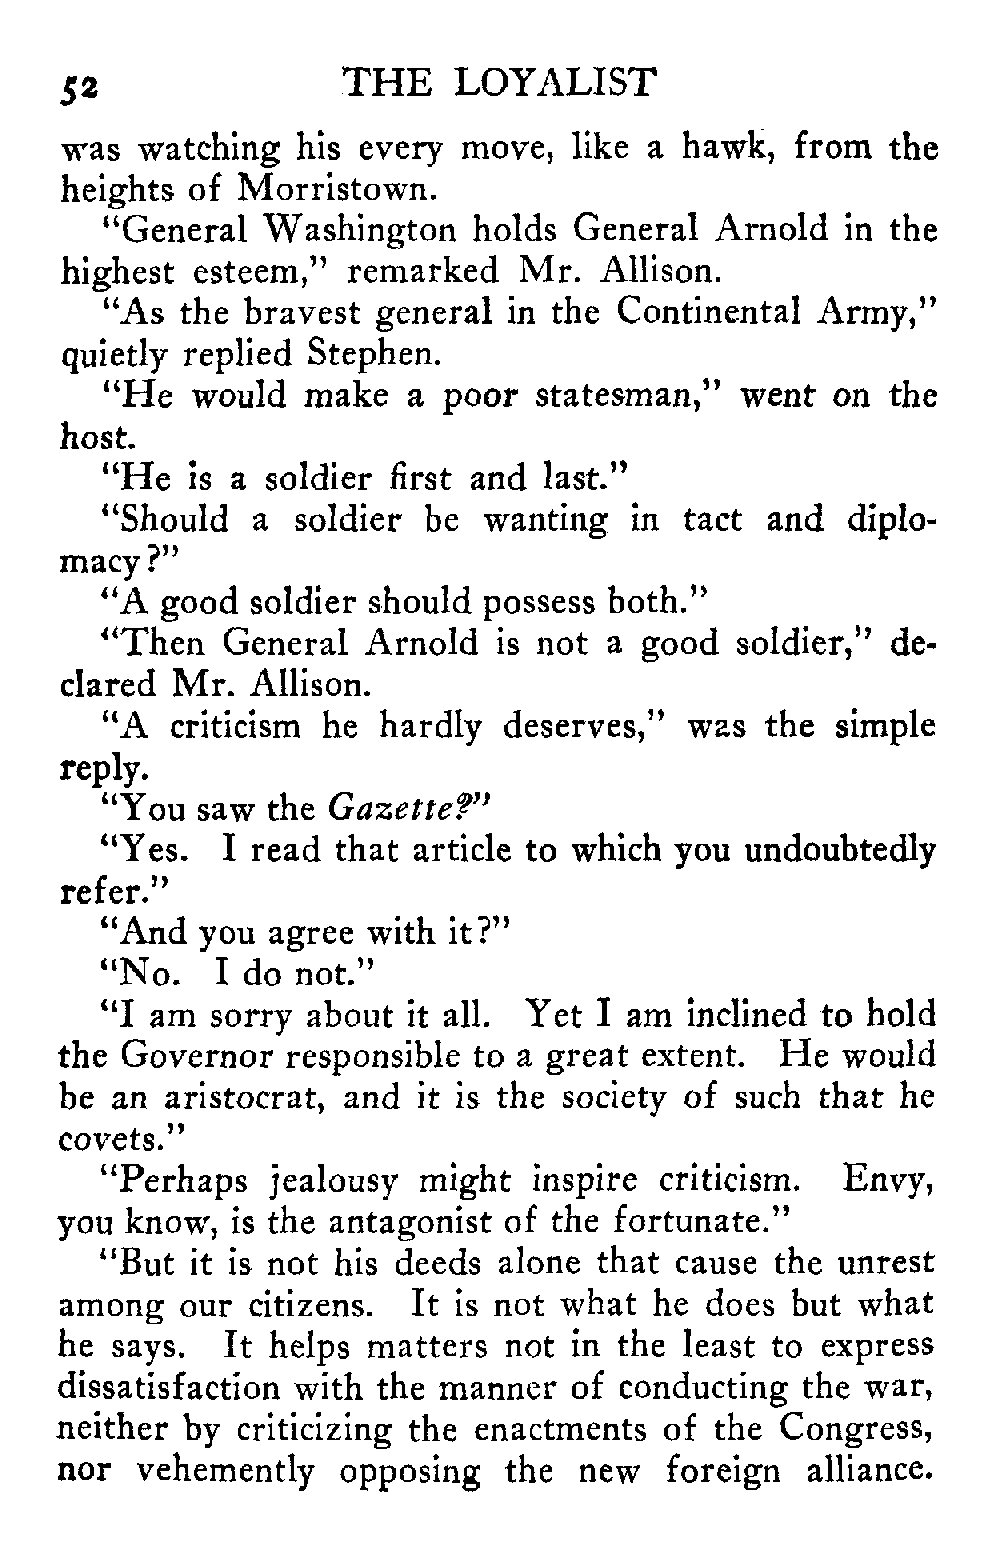 52 THE LOYALIST
was watching his every move, like a hawk, from the
heights of Morristown.
“General Washington holds General Arnold in the
highest esteem,” remarked Mr. Allison.
“As the bravest general in the Continental Army,”
quietly replied Stephen.
“He would make a poor statesman,” went on the
host.
“He is a soldier first and last.”
“Should a soldier be wanting in tact and diplo-
macy?”
“A good soldier should possess both.”
“Then General Arnold is not a good soldier,” de-
clared Mr. Allison.
“A criticism he hardly deserves,” was the simple
reply.
“You saw the Gazette?”
“Yes. I read that article to which you undoubtedly
refer.”
“And you agree with it?”
“No. I do not.”
“I am sorry about it all. Yet I am inclined to hold
the Governor responsible to a great extent. He would
be an aristocrat, and it is the society of such that he
covets.”
“Perhaps jealousy might inspire criticism. Envy,
you know, is the antagonist of the fortunate.”
“But it is not his deeds alone that cause the unrest
among our citizens. It is not what he does but what
he says. It helps matters not in the least to express
dissatisfaction with the manner of conducting the war,
neither by criticizing the enactments of the Congress,
nor vehemently opposing the new foreign alliance.